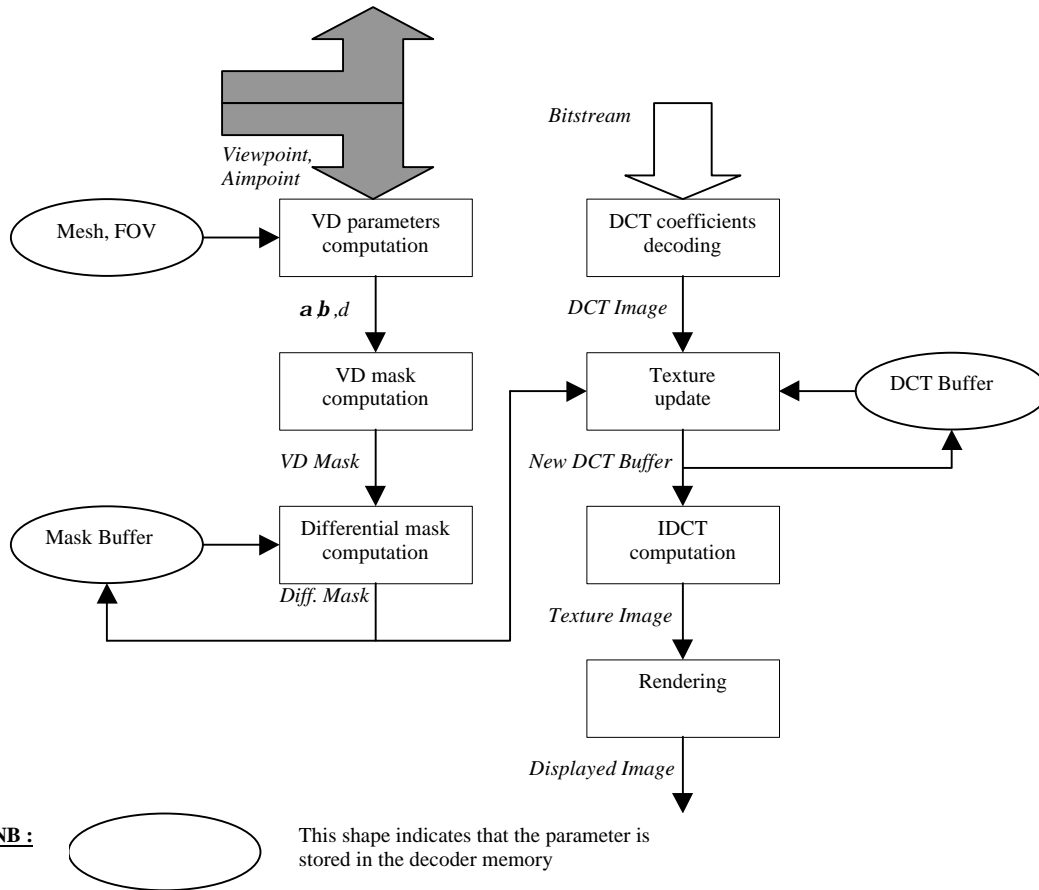 Bitstream
Viewpoint,
Aimpoint
Mesh, FOV
VD parameters
computation
DCT coefficients
decoding
a,b,d
DCT Image
VD mask
computation
Texture
update
DCT Buffer
VD Mask
New DCT Buffer
Mask Buffer
Differential mask
computation
IDCT
computation
Diff. Mask
Texture Image
Rendering
Displayed Image
NB :
This shape indicates that the parameter is
stored in the decoder memory